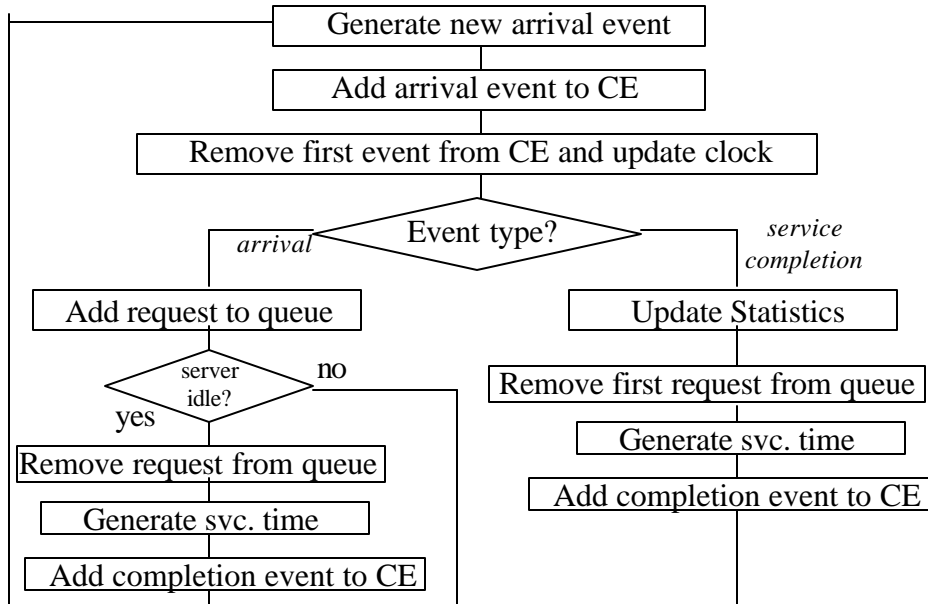 Generate new arrival event
Add arrival event to CE
Remove first event from CE and update clock
Event type?
arrival
service
completion
Add request to queue
Update Statistics
server
idle?
no
yes
Remove first request from queue
Remove request from queue
Generate svc. time
Generate svc. time
Add completion event to CE
Add completion event to CE